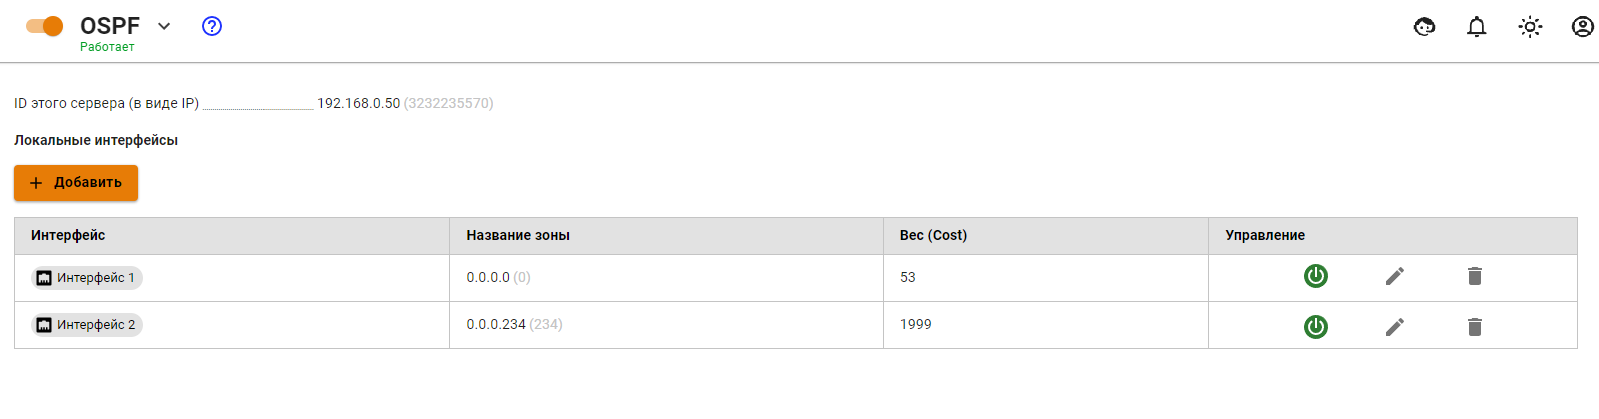 OSPF
Работает
ID этого сервера (в виде IP) 192.168.0.50 (3232235570)
Локальные интерфейсы
+ Добавить
Интерфейс Название зоны Вес (Cost) Управление
Интерфейс 1 0.0.0.0 (0) 53
Интерфейс 2 0.0.0.234 (234) 1999